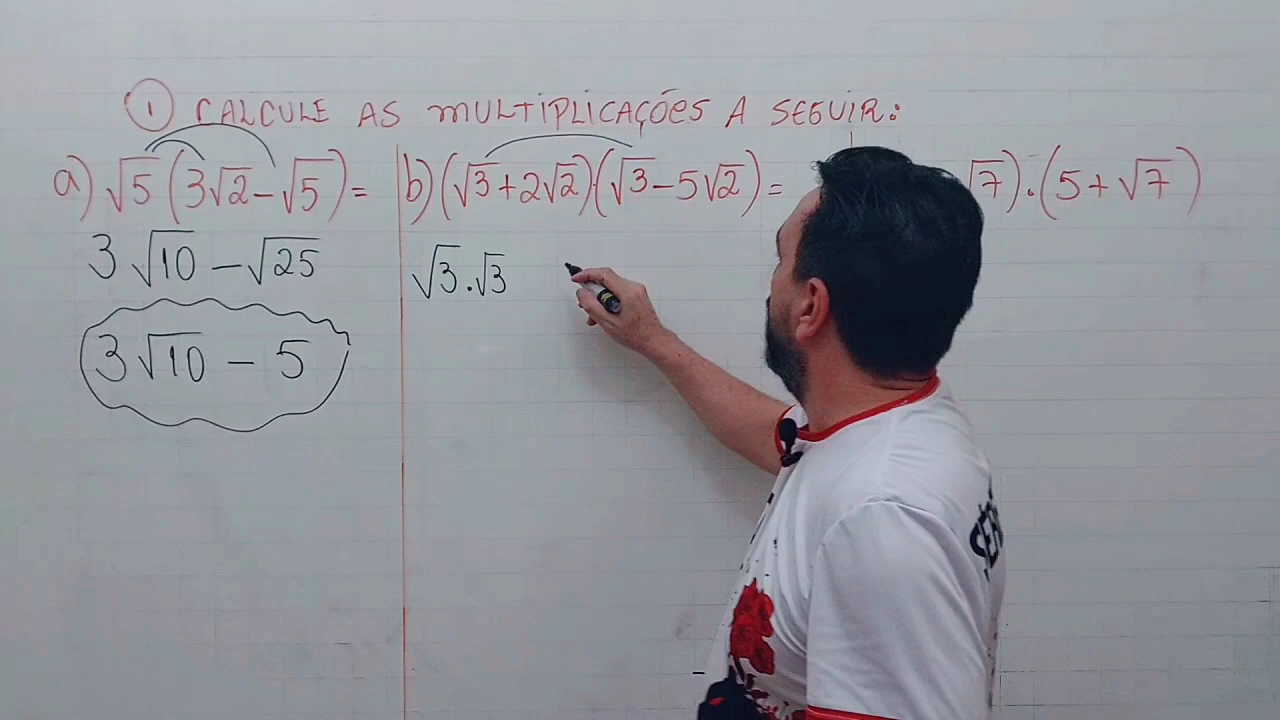 1 CALCULE AS MULTIPLICAÇÕES A SEGUIR:
a) √5 (3√2 - √5) =
3√10 - √25
3√10 - 5
b) (√3 + 2√2)·(√3 - 5√2) =
√3 . √3
√7) · (5 + √7)